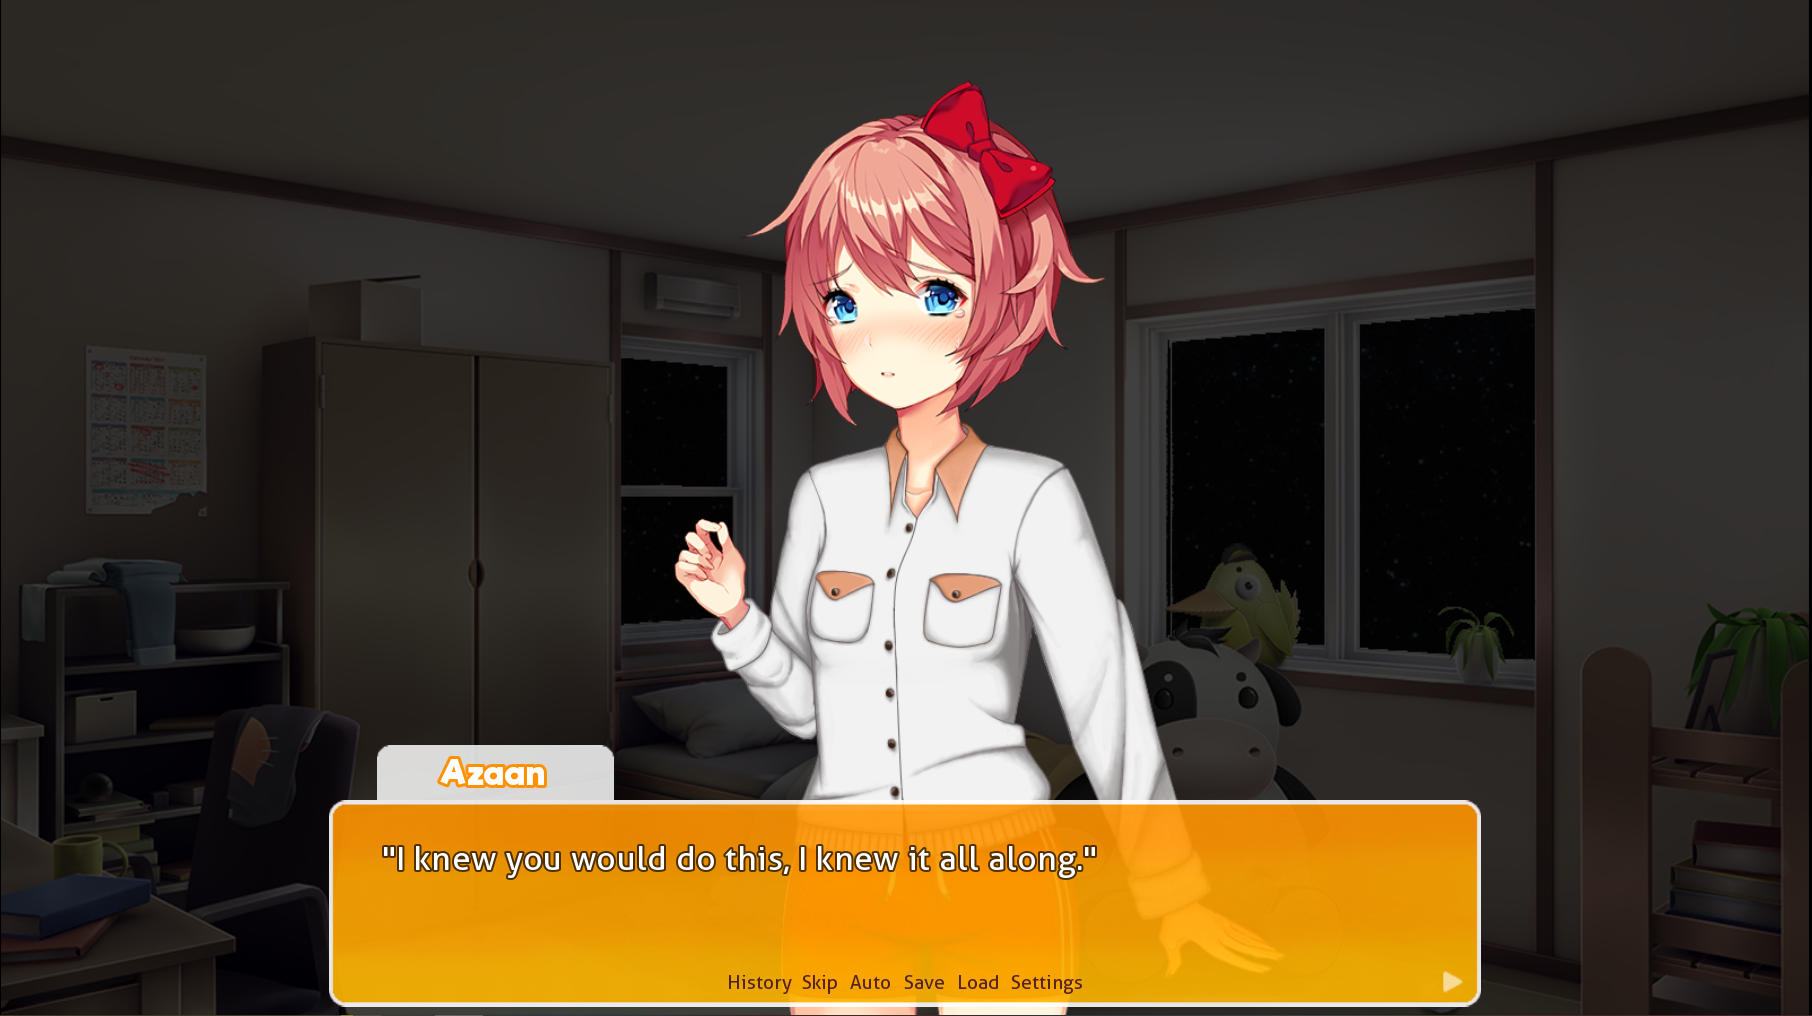 Azaan
"I knew you would do this, I knew it all along."
History Skip Auto Save Load Settings